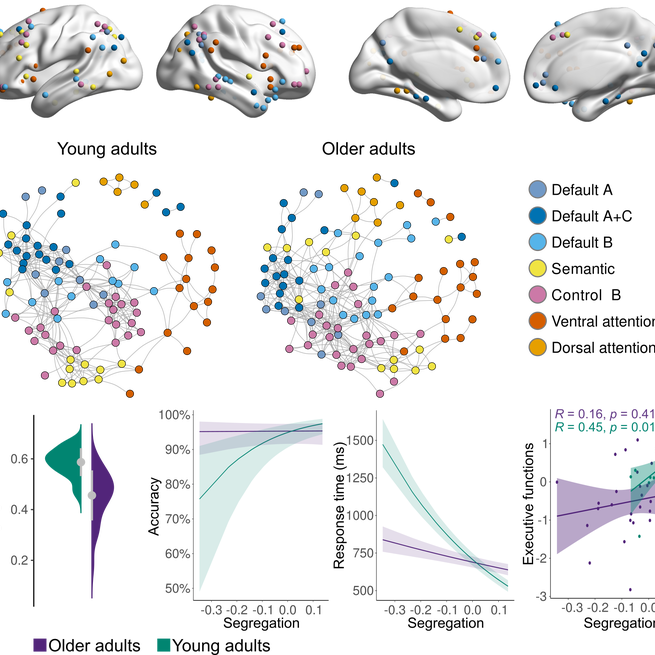 Young adults
Older adults
Default A
Default A+C
Default B
Semantic
Control B
Ventral attention
Dorsal attention
0.6
0.4
0.2
100%
90%
80%
70%
60%
50%
Accuracy
-0.3 -0.2 -0.1 0.0 0.1
Segregation
1500
1250
1000
750
500
Response time (ms)
-0.3 -0.2 -0.1 0.0 0.1
Segregation
R = 0.16, p = 0.41
R = 0.45, p = 0.01
1
0
-1
-2
-3
Executive functions
-0.3 -0.2 -0.1 0.0
Segregation
Older adults
Young adults